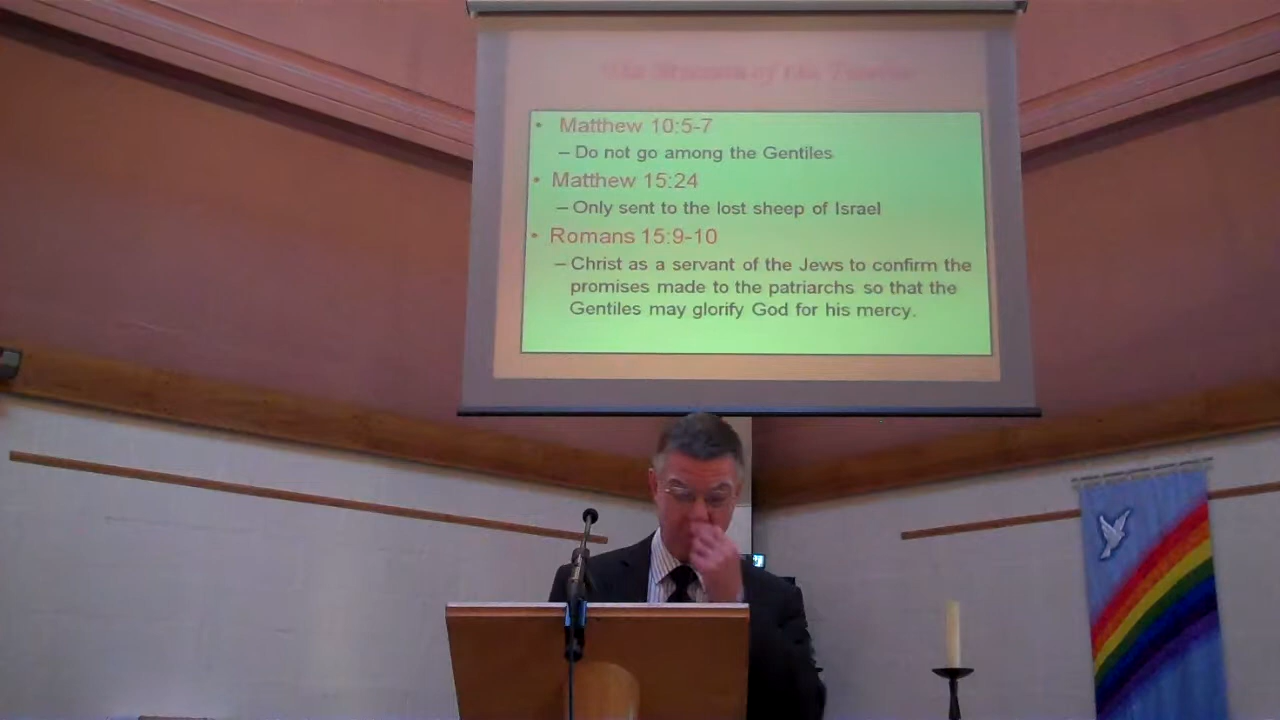 of the
• Matthew 10:5-7
– Do not go among the Gentiles
• Matthew 15:24
– Only sent to the lost sheep of Israel
• Romans 15:9-10
– Christ as a servant of the Jews to confirm the
promises made to the patriarchs so that the
Gentiles may glorify God for his mercy.